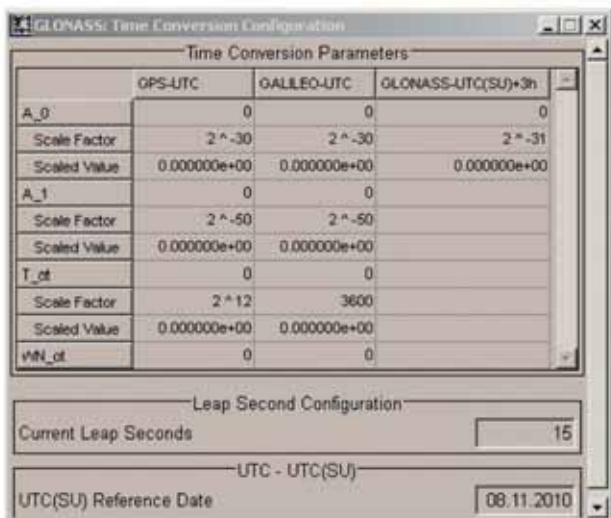 GLONASS: Time Conversion Configuration
Time Conversion Parameters
GPS-UTC GALILEO-UTC GLONASS-UTC(SU)+3h
A_0 0 0 0
Scale Factor 2 ^ -30 2 ^ -30 2 ^ -31
Scaled Value 0.000000e+00 0.000000e+00 0.000000e+00
A_1 0 0
Scale Factor 2 ^ -50 2 ^ -50
Scaled Value 0.000000e+00 0.000000e+00
T_ot 0 0
Scale Factor 2 ^ 12 3600
Scaled Value 0.000000e+00 0.000000e+00
WN_ot 0 0
Leap Second Configuration
Current Leap Seconds 15
UTC - UTC(SU)
UTC(SU) Reference Date 08.11.2010